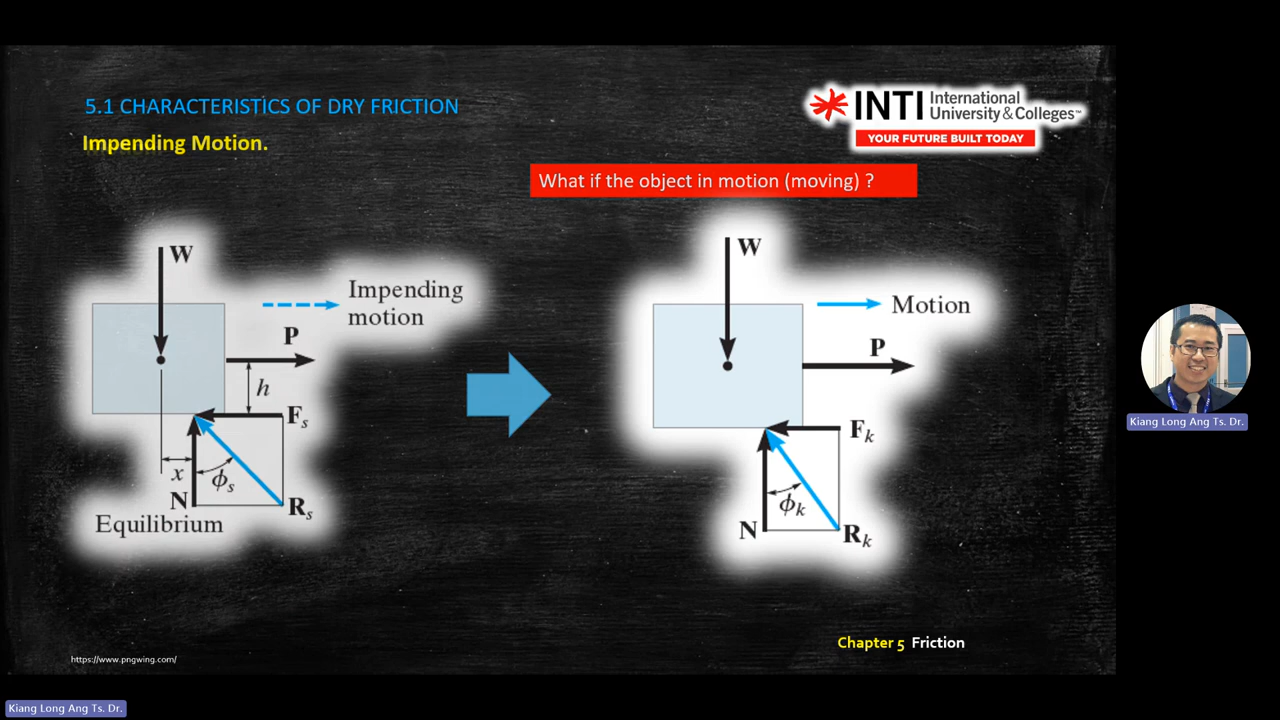 5.1 CHARACTERISTICS OF DRY FRICTION
Impending Motion.
INTI International
University & Colleges™
YOUR FUTURE BUILT TODAY
What if the object in motion (moving) ?
W
Impending
motion
P
h
Fs
x
ϕs
N
Rs
Equilibrium
W
Motion
P
Fk
ϕk
N
Rk
Kiang Long Ang Ts. Dr.
Chapter 5 Friction
https://www.pngwing.com/
Kiang Long Ang Ts. Dr.